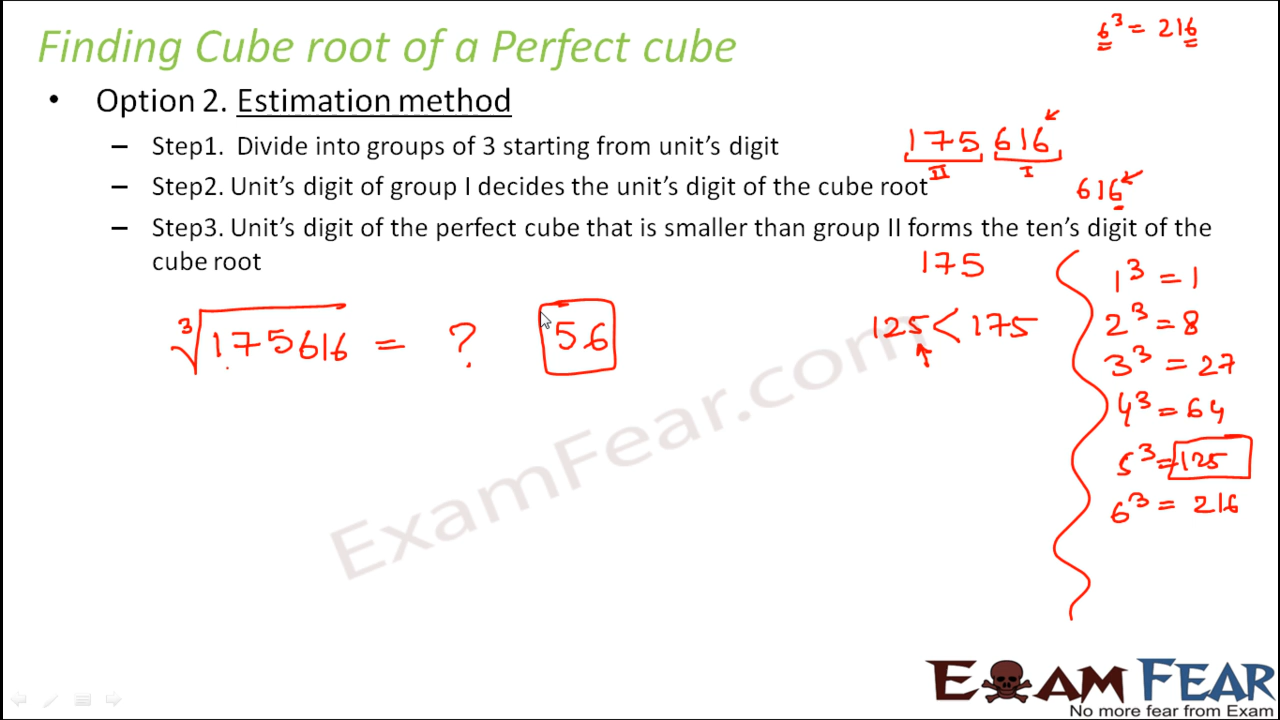 Finding Cube root of a Perfect cube
6³ = 216
• Option 2. Estimation method
– Step1. Divide into groups of 3 starting from unit's digit
175 616
II I
– Step2. Unit's digit of group I decides the unit's digit of the cube root
616
– Step3. Unit's digit of the perfect cube that is smaller than group II forms the ten's digit of the
cube root
175
∛175616 = ? 56
125 < 175
1³ = 1
2³ = 8
3³ = 27
4³ = 64
5³ = 125
6³ = 216
ExamFear.com
EXAM FEAR
No more fear from Exam